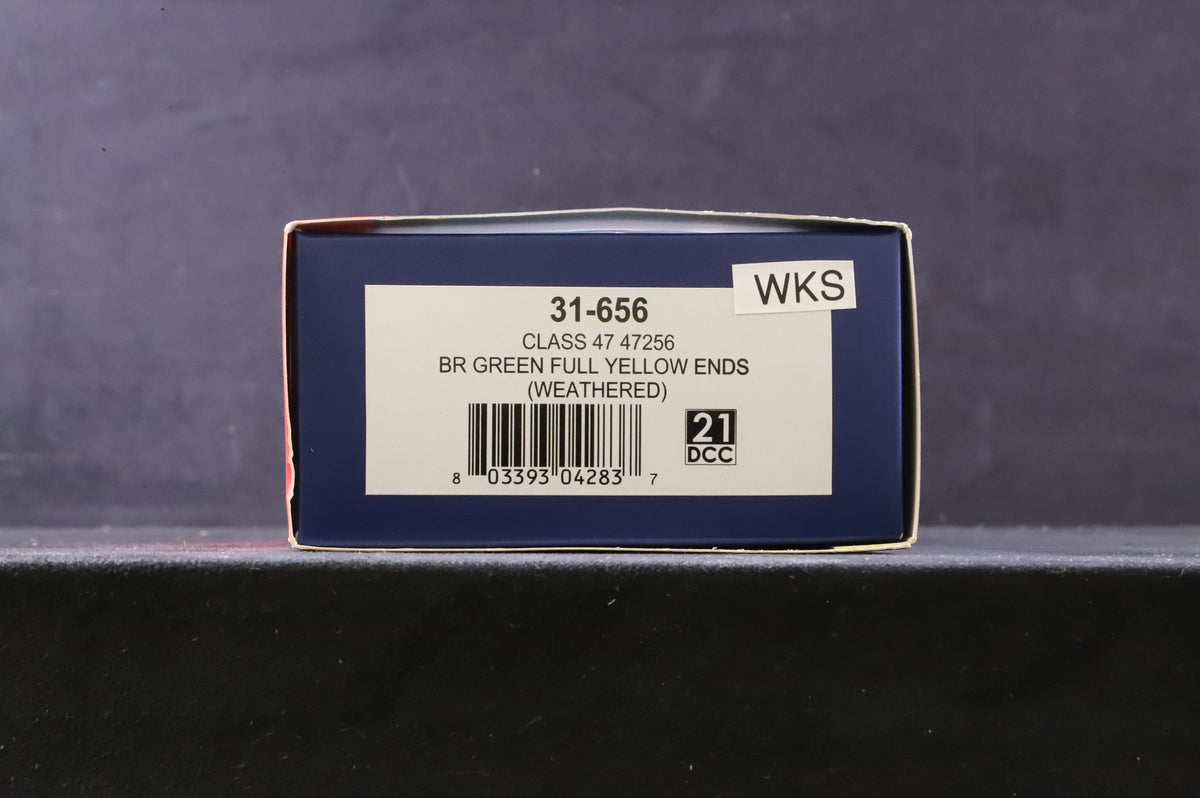 WKS
31-656
CLASS 47 47256
BR GREEN FULL YELLOW ENDS
(WEATHERED)
21
DCC
8 03393 04283 7